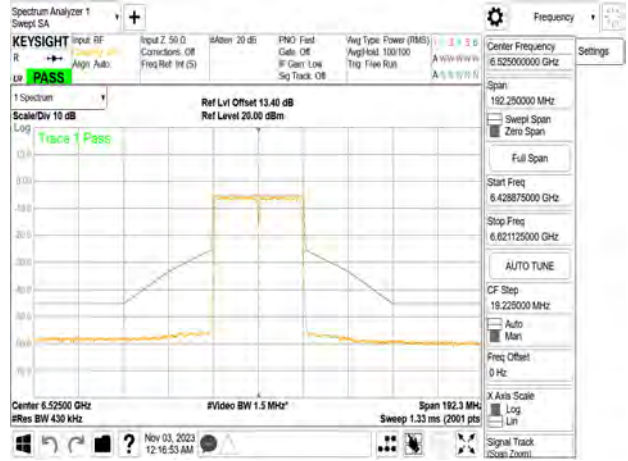 Spectrum Analyzer 1
Swept SA
+
Frequency
KEYSIGHT
Input: RF
Input Z: 50 Ω
#Atten: 20 dB
PNO: Fast
Avg Type: Power (RMS)
R
Align: Auto
Corrections: Off
Freq Ref: Int (S)
Gate: Off
IF Gain: Low
Sig Track: Off
Avg|Hold: 100/100
Trig: Free Run
PASS
Center Frequency
6.525000000 GHz
Settings
Span
192.250000 MHz
Swept Span
Zero Span
Full Span
Start Freq
6.428875000 GHz
Stop Freq
6.621125000 GHz
AUTO TUNE
CF Step
19.225000 MHz
Auto
Man
Freq Offset
0 Hz
X Axis Scale
Log
Lin
Signal Track
(Span Zoom)
1 Spectrum
Scale/Div 10 dB
Ref Lvl Offset 13.40 dB
Ref Level 20.00 dBm
Log
Trace 1 Pass
Center 6.52500 GHz
#Video BW 1.5 MHz*
Span 192.3 MHz
#Res BW 430 kHz
Sweep 1.33 ms (2001 pts)
?
Nov 03, 2023
12:16:53 AM